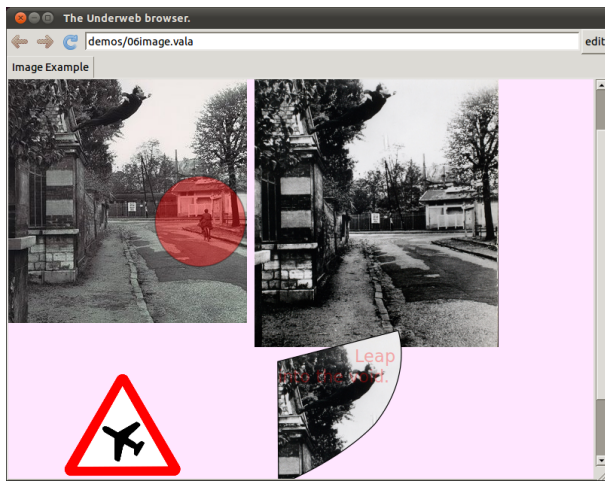 The Underweb browser.
demos/06image.vala
edit
Image Example
Leap
into the void.